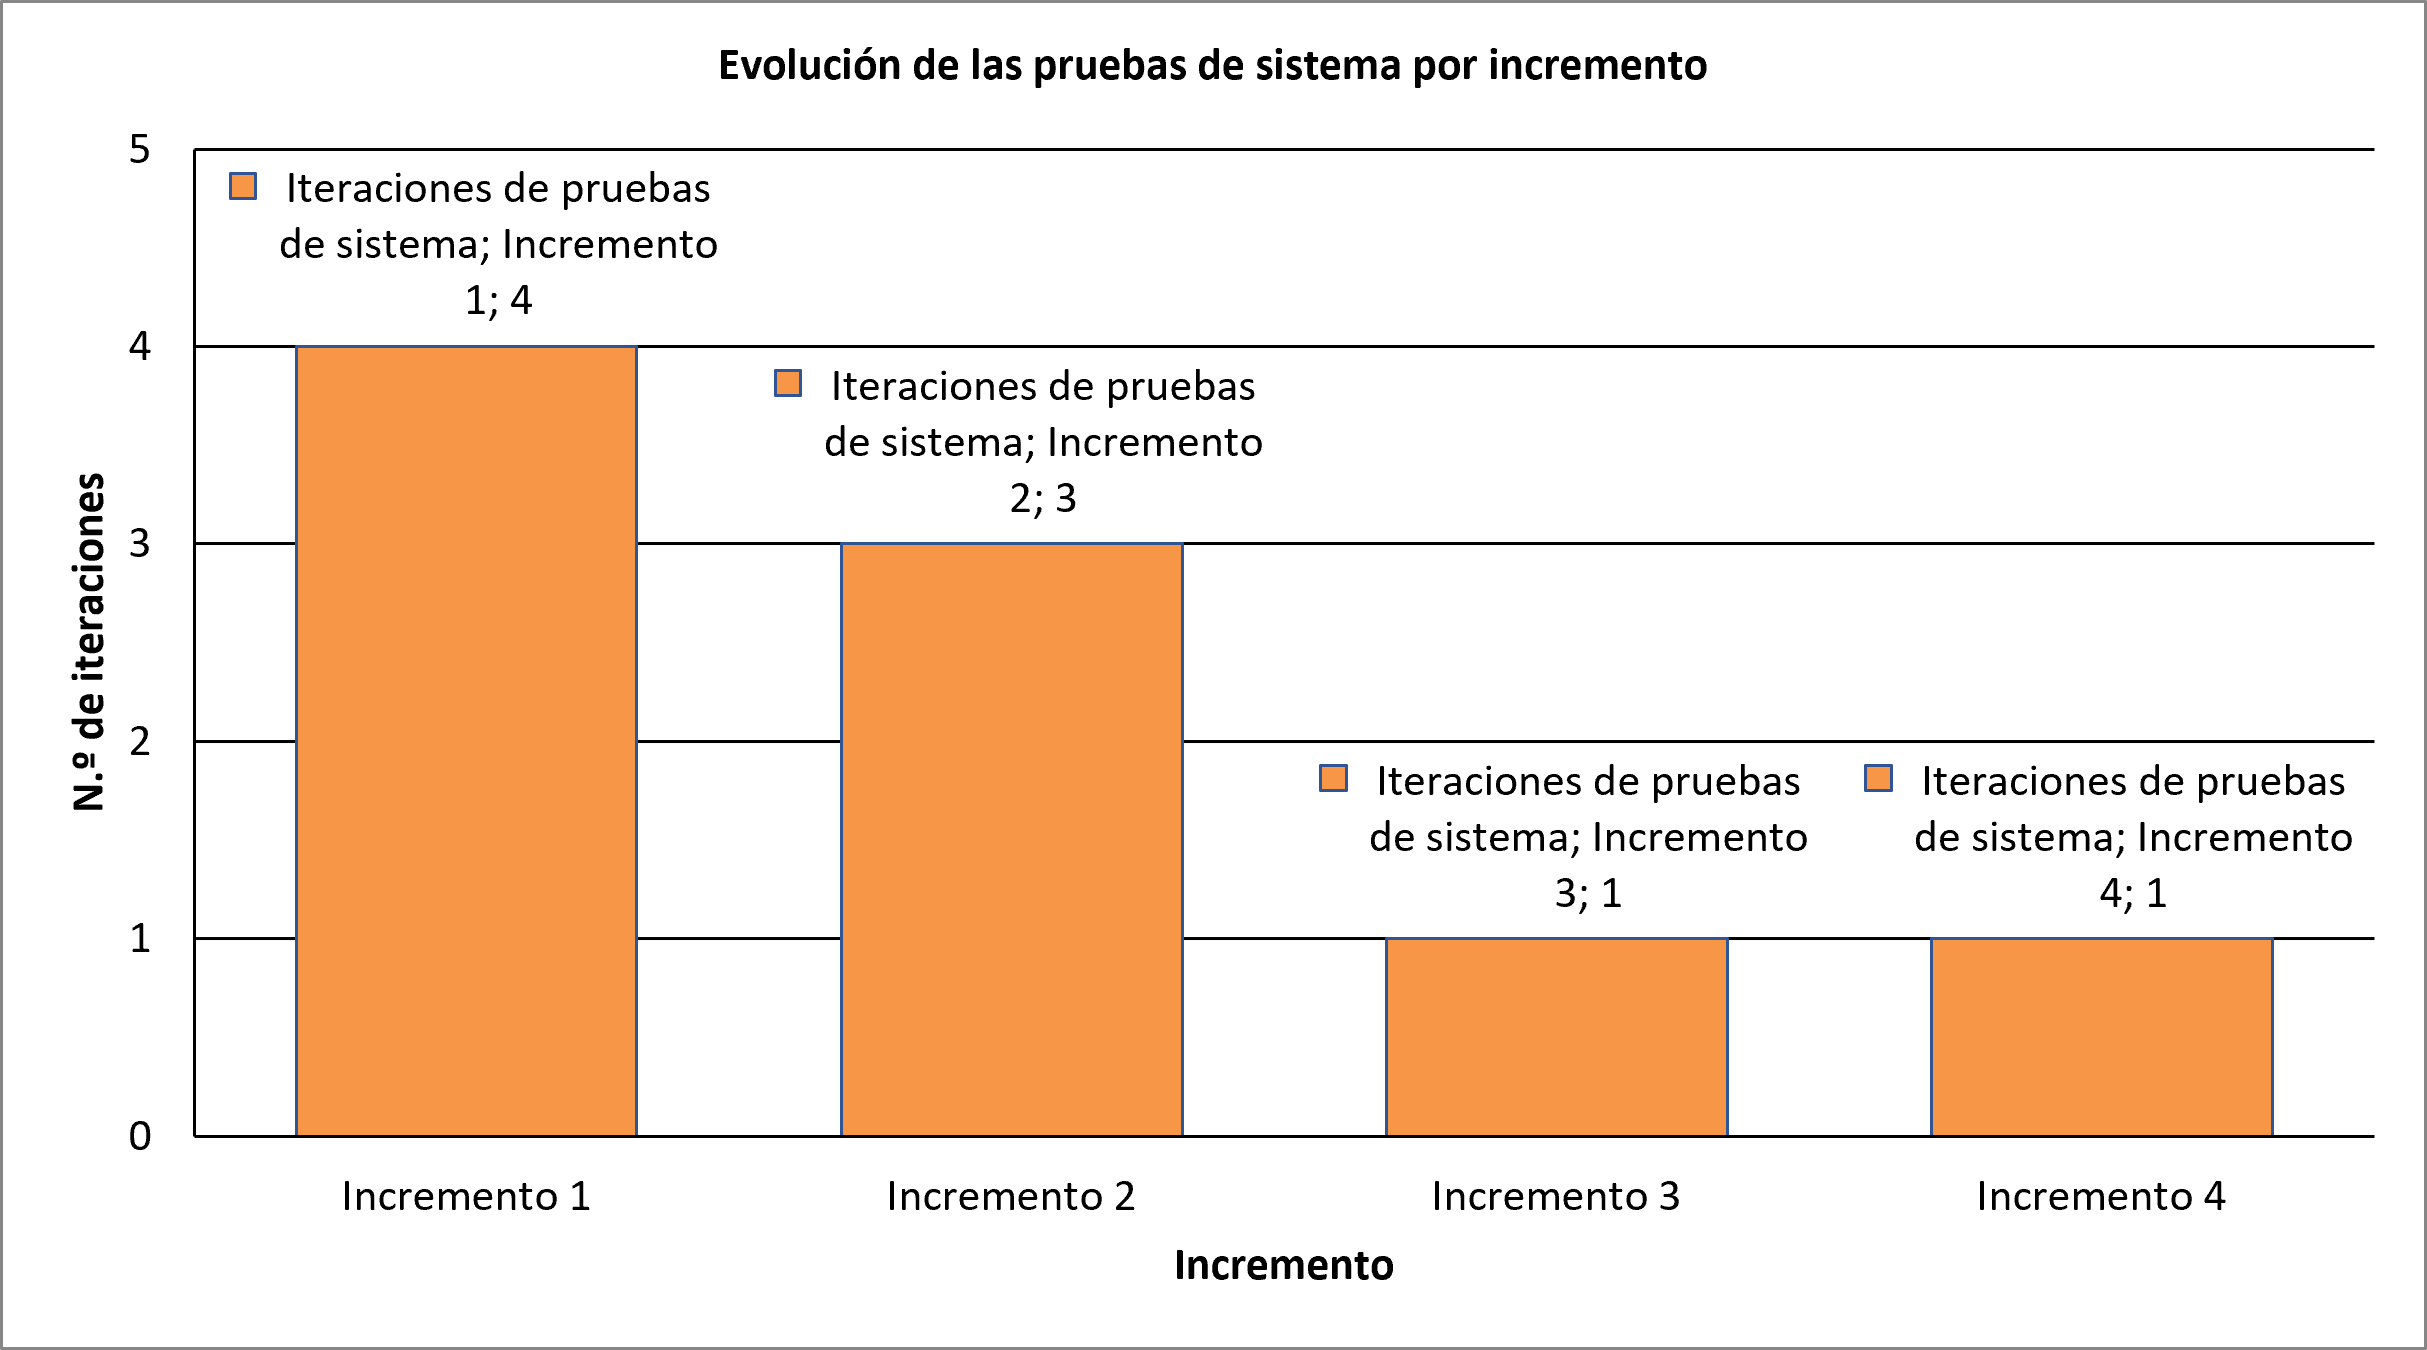 Evolución de las pruebas de sistema por incremento
5
Iteraciones de pruebas
de sistema; Incremento
1; 4
4
Iteraciones de pruebas
de sistema; Incremento
2; 3
3
N.º de iteraciones
2
Iteraciones de pruebas
de sistema; Incremento
3; 1
Iteraciones de pruebas
de sistema; Incremento
4; 1
1
0
Incremento 1
Incremento 2
Incremento 3
Incremento 4
Incremento